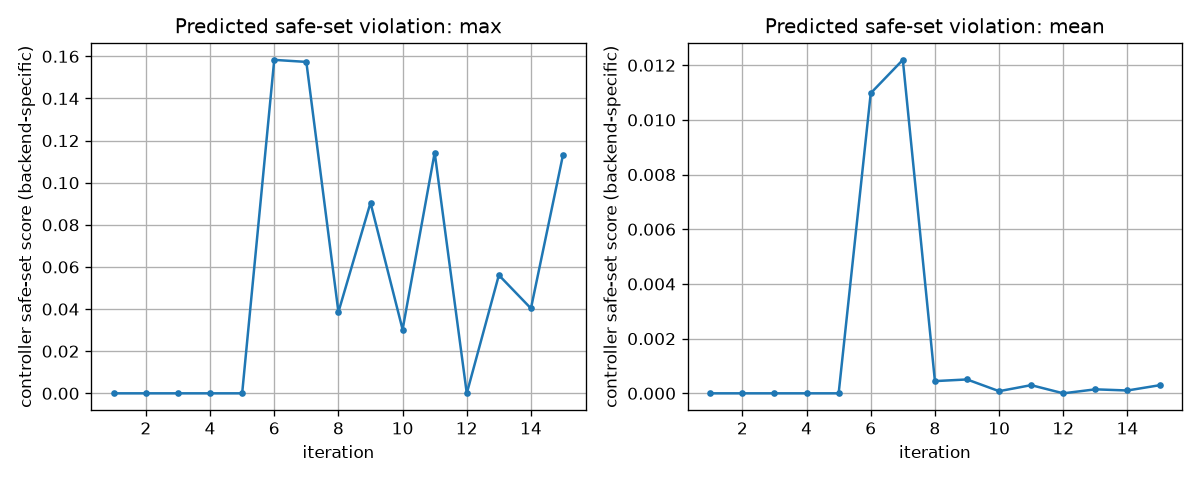 Predicted safe-set violation: max
controller safe-set score (backend-specific)
0.16
0.14
0.12
0.10
0.08
0.06
0.04
0.02
0.00
2 4 6 8 10 12 14
iteration
Predicted safe-set violation: mean
controller safe-set score (backend-specific)
0.012
0.010
0.008
0.006
0.004
0.002
0.000
2 4 6 8 10 12 14
iteration